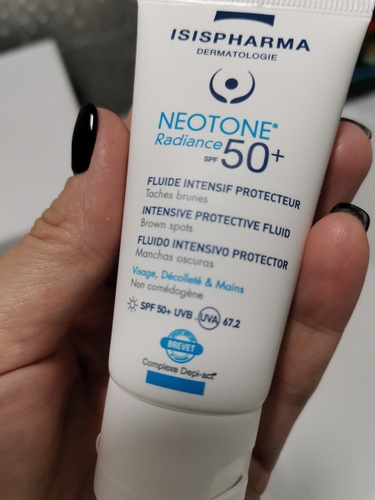 ISISPHARMA
DERMATOLOGIE
NEOTONE®
Radiance
SPF 50+
FLUIDE INTENSIF PROTECTEUR
Taches brunes
INTENSIVE PROTECTIVE FLUID
Brown spots
FLUIDO INTENSIVO PROTECTOR
Manchas oscuras
Visage, Décolleté & Mains
Non comédogène
SPF 50+ UVB . UVA 67.2
BREVET
Complexe Depi-act®